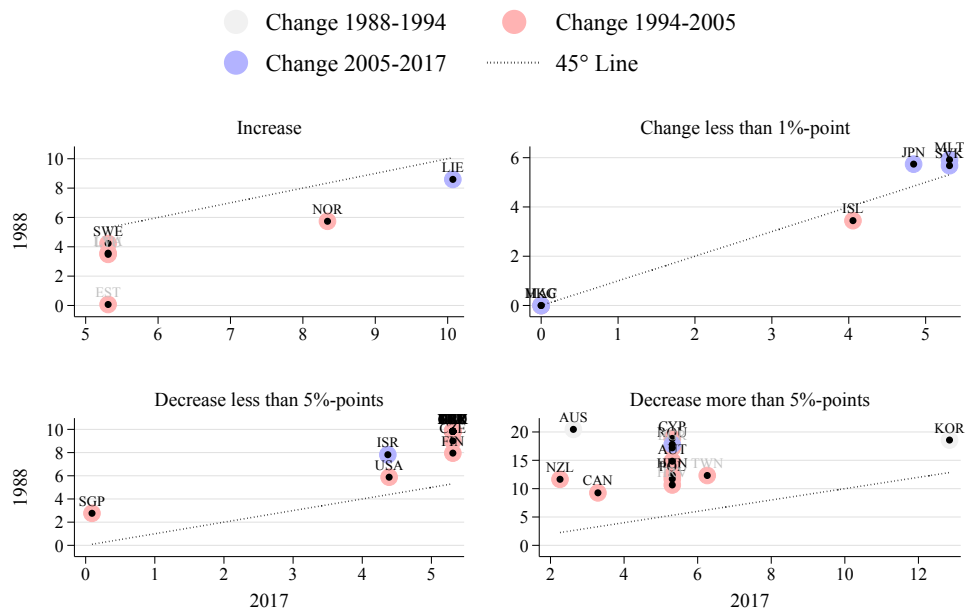 Change 1988-1994
Change 1994-2005
Change 2005-2017
45° Line
Increase
1988
10
8
6
4
2
0
LIE
NOR
SWE
EST
5
6
7
8
9
10
Change less than 1%-point
6
4
2
0
JPN
MLT
SVK
ISL
0
1
2
3
4
5
Decrease less than 5%-points
1988
10
8
6
4
2
0
ISR
FIN
USA
SGP
0
1
2
3
4
5
2017
Decrease more than 5%-points
20
15
10
5
0
AUS
CYP
KOR
AUT
NZL
TWN
CAN
2
4
6
8
10
12
2017